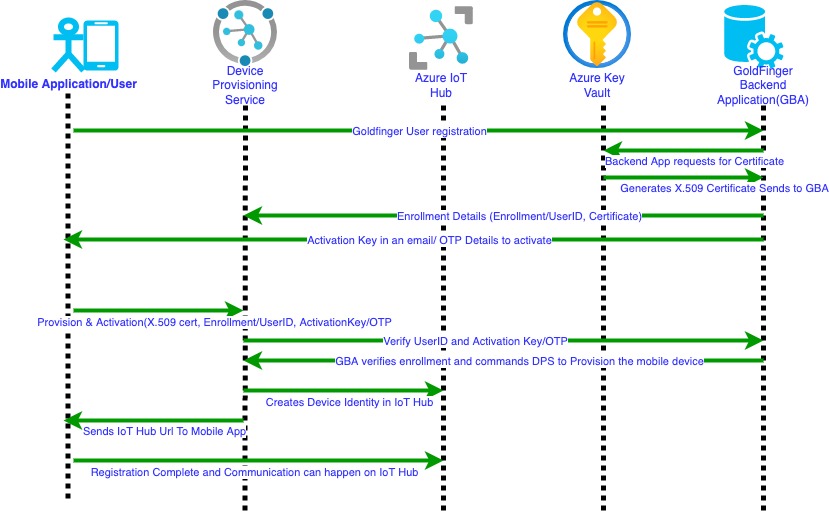 Mobile Application/User
Device
Provisioning
Service
Azure IoT
Hub
Azure Key
Vault
GoldFinger
Backend
Application(GBA)
Goldfinger User registration
Backend App requests for Certificate
Generates X.509 Certificate Sends to GBA
Enrollment Details (Enrollment/UserID, Certificate)
Activation Key in an email/ OTP Details to activate
Provision & Activation(X.509 cert, Enrollment/UserID, ActivationKey/OTP
Verify UserID and Activation Key/OTP
GBA verifies enrollment and commands DPS to Provision the mobile device
Creates Device Identity in IoT Hub
Sends IoT Hub Url To Mobile App
Registration Complete and Communication can happen on IoT Hub